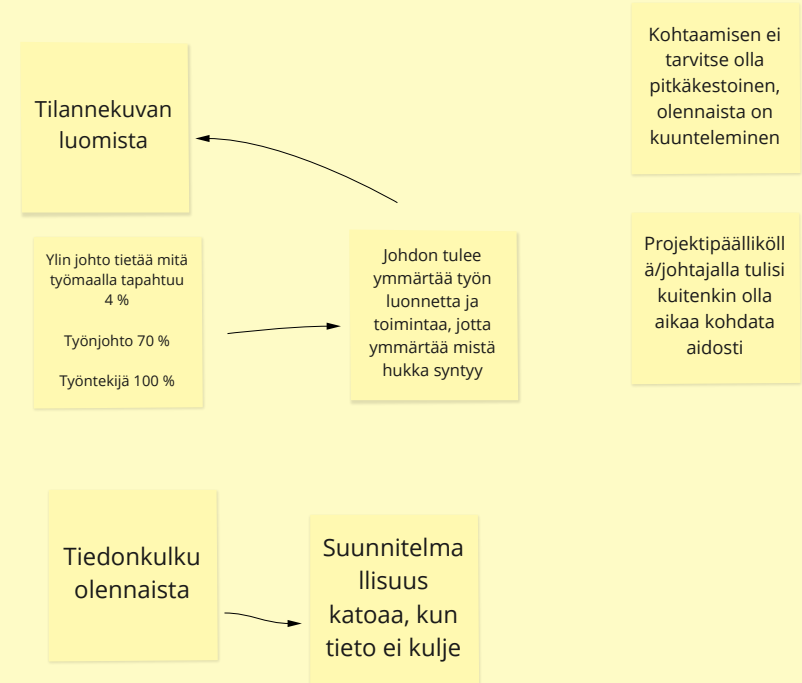 Tilannekuvan
luomista
Kohtaamisen ei
tarvitse olla
pitkäkestoinen,
olennaista on
kuunteleminen
Ylin johto tietää mitä
työmaalla tapahtuu
4 %
Työnjohto 70 %
Työntekijä 100 %
Johdon tulee
ymmärtää työn
luonnetta ja
toimintaa, jotta
ymmärtää mistä
hukka syntyy
Projektipäälliköll
ä/johtajalla tulisi
kuitenkin olla
aikaa kohdata
aidosti
Tiedonkulku
olennaista
Suunnitelma
llisuus
katoaa, kun
tieto ei kulje